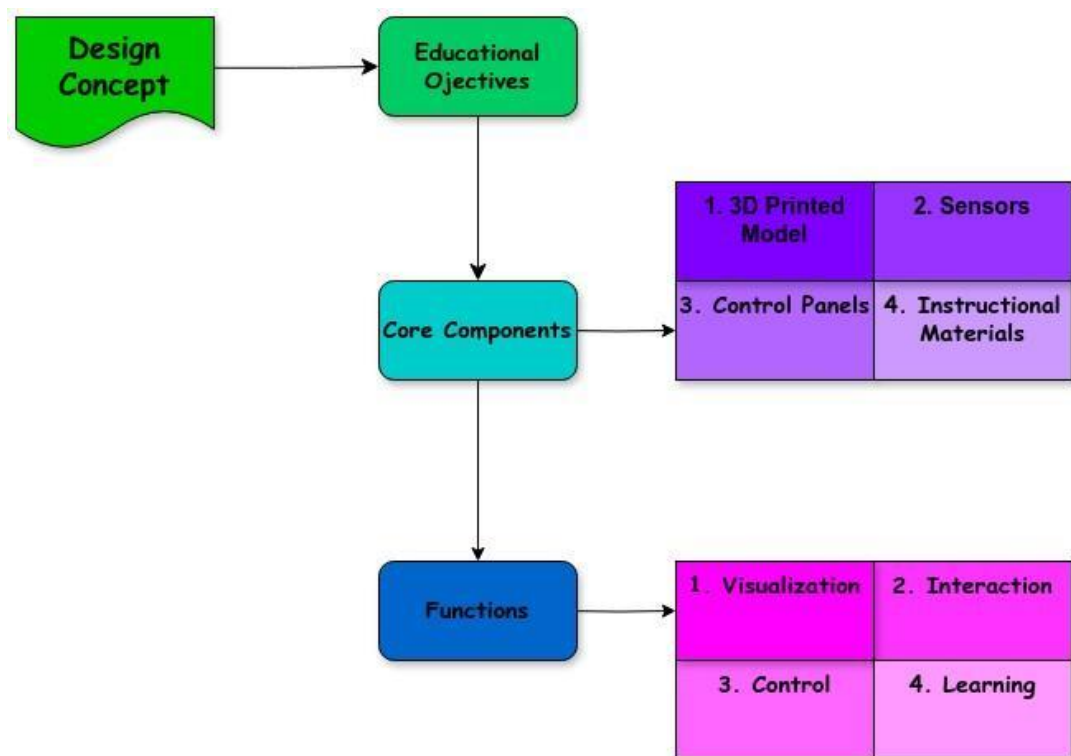 Design
Concept
Educational
Ojectives
1. 3D Printed
Model
2. Sensors
Core Components
3. Control Panels
4. Instructional
Materials
Functions
1. Visualization
2. Interaction
3. Control
4. Learning